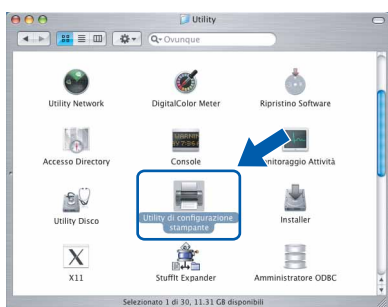 Utility
Ovunque
Utility Network
DigitalColor Meter
Ripristino Software
Accesso Directory
Console
onitoraggio Attività
Utility Disco
Utility di configurazione
stampante
Installer
X11
StuffIt Expander
Amministratore ODBC
Selezionato 1 di 30, 11.31 GB disponibili